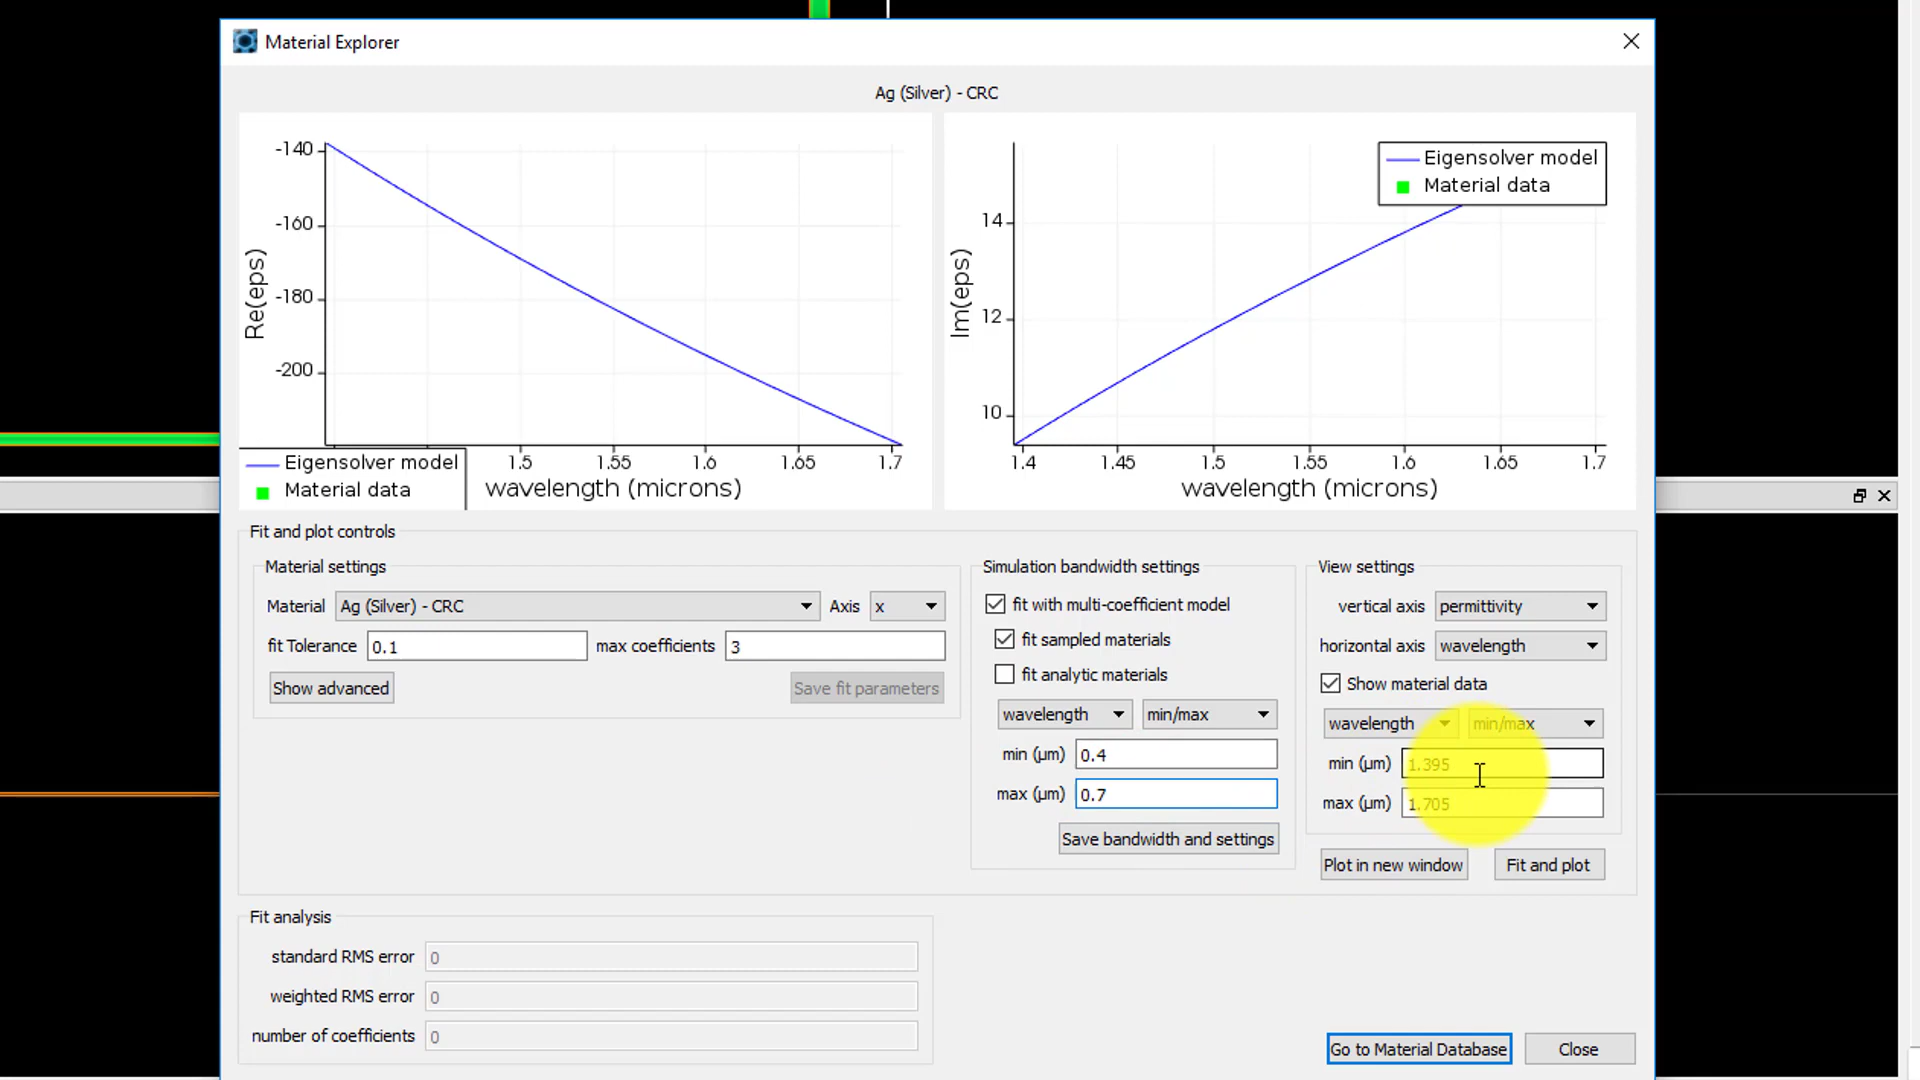 Material Explorer
Ag (Silver) - CRC
-140
-160
-180
-200
Re(eps)
1.5 1.55 1.6 1.65 1.7
wavelength (microns)
Eigensolver model
Material data
14
12
10
Im(eps)
1.4 1.45 1.5 1.55 1.6 1.65 1.7
wavelength (microns)
Eigensolver model
Material data
Fit and plot controls
Material settings
Material Ag (Silver) - CRC Axis x
fit Tolerance 0.1 max coefficients 3
Show advanced Save fit parameters
Simulation bandwidth settings
fit with multi-coefficient model
fit sampled materials
fit analytic materials
wavelength min/max
min (µm) 0.4
max (µm) 0.7
Save bandwidth and settings
View settings
vertical axis permittivity
horizontal axis wavelength
Show material data
wavelength min/max
min (µm) 1.395
max (µm) 1.705
Plot in new window Fit and plot
Fit analysis
standard RMS error 0
weighted RMS error 0
number of coefficients 0
Go to Material Database Close